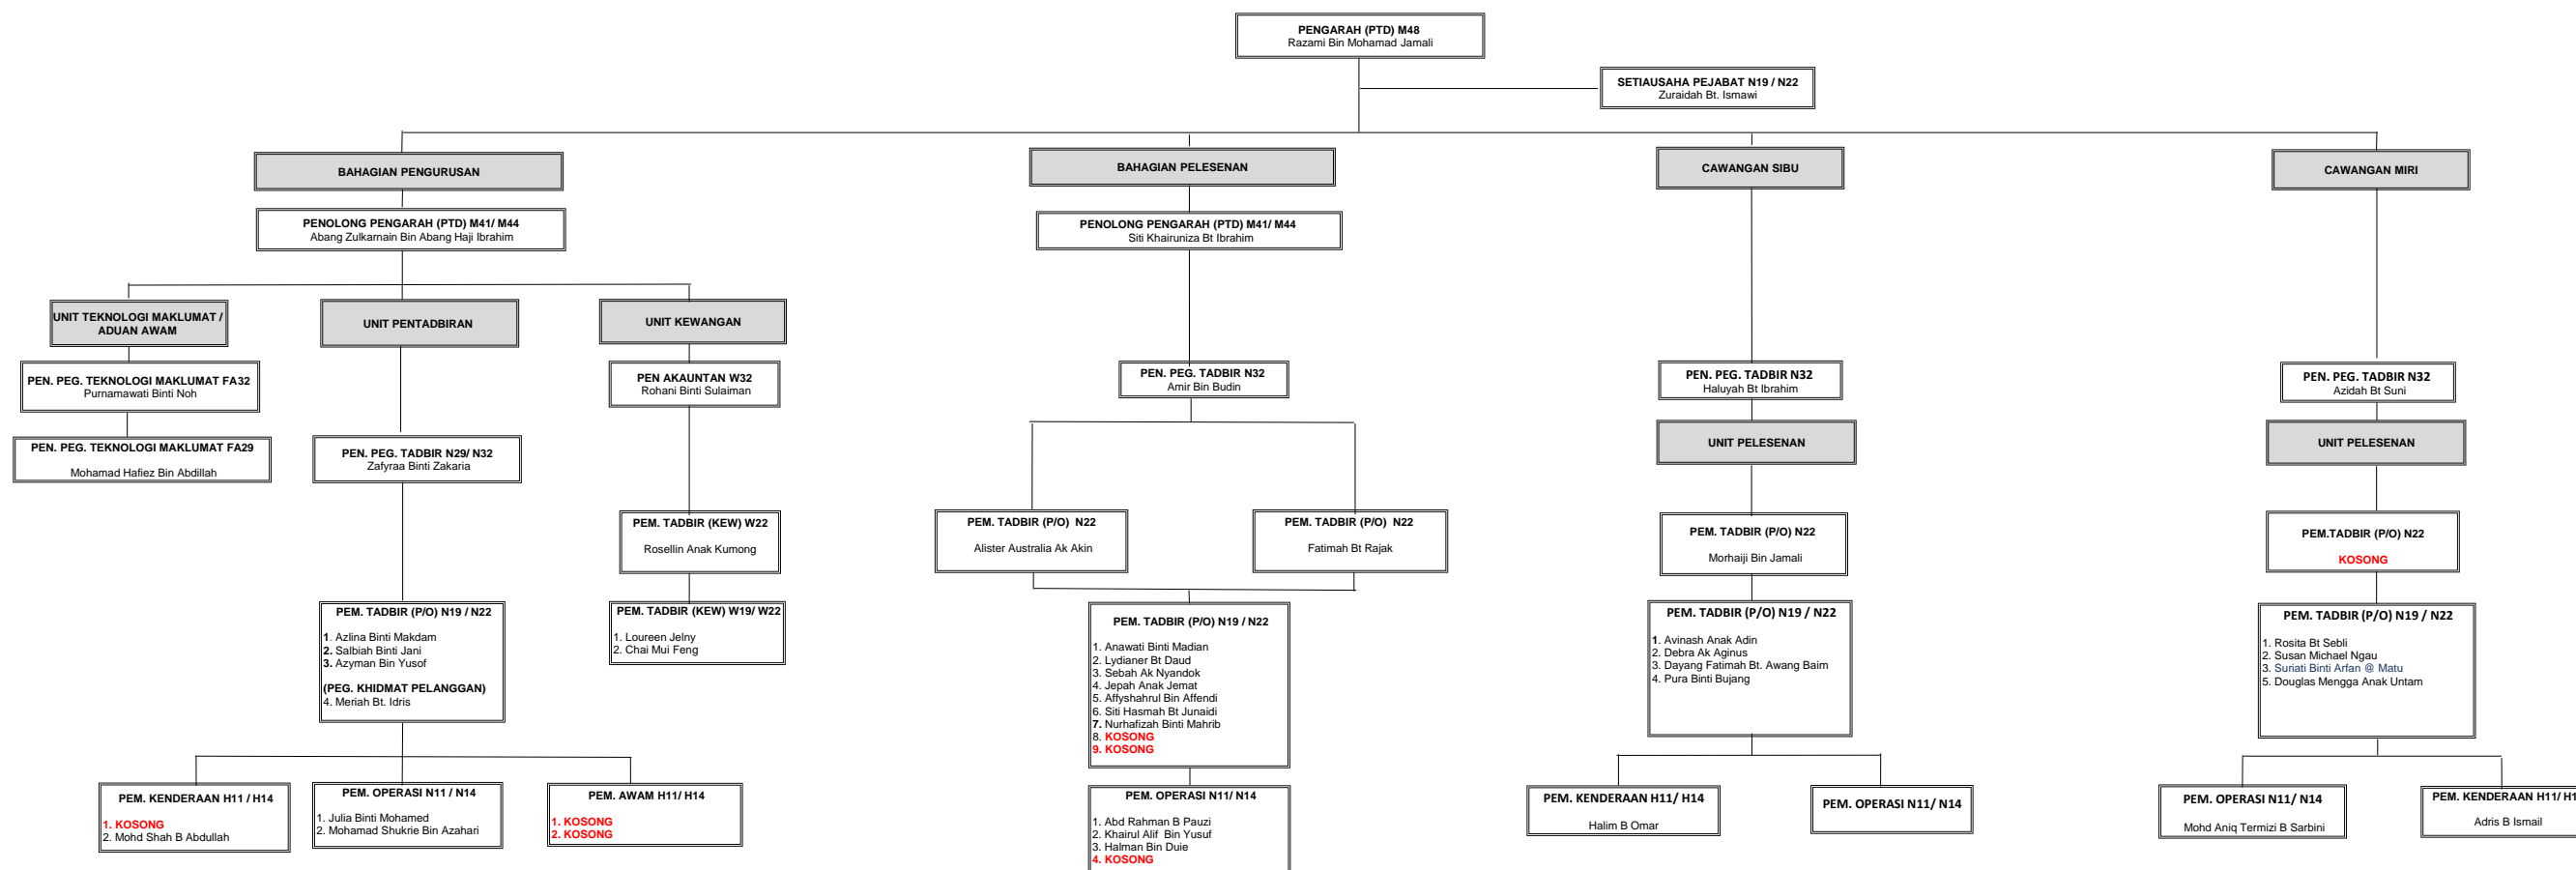 PENGARAH (PTD) M48
Razami Bin Mohamad Jamali
SETIAUSAHA PEJABAT N19 / N22
Zuraidah Bt. Ismawi
BAHAGIAN PENGURUSAN
PENOLONG PENGARAH (PTD) M41/ M44
Abang Zulkarnain Bin Abang Haji Ibrahim
UNIT TEKNOLOGI MAKLUMAT /
ADUAN AWAM
PEN. PEG. TEKNOLOGI MAKLUMAT FA32
Purnamawati Binti Noh
PEN. PEG. TEKNOLOGI MAKLUMAT FA29
Mohamad Hafiez Bin Abdillah
UNIT PENTADBIRAN
PEN. PEG. TADBIR N29/ N32
Zafyraa Binti Zakaria
PEM. TADBIR (P/O) N19 / N22
1. Azlina Binti Makdam
2. Salbiah Binti Jani
3. Azyman Bin Yusof
(PEG. KHIDMAT PELANGGAN)
4. Meriah Bt. Idris
PEM. KENDERAAN H11 / H14
1. KOSONG
2. Mohd Shah B Abdullah
PEM. OPERASI N11 / N14
1. Julia Binti Mohamed
2. Mohamad Shukrie Bin Azahari
PEM. AWAM H11/ H14
1. KOSONG
2. KOSONG
UNIT KEWANGAN
PEN AKAUNTAN W32
Rohani Binti Sulaiman
PEM. TADBIR (KEW) W22
Rosellin Anak Kumong
PEM. TADBIR (KEW) W19/ W22
1. Loureen Jelny
2. Chai Mui Feng
BAHAGIAN PELESENAN
PENOLONG PENGARAH (PTD) M41/ M44
Siti Khairuniza Bt Ibrahim
PEN. PEG. TADBIR N32
Amir Bin Budin
PEM. TADBIR (P/O) N22
Alister Australia Ak Akin
PEM. TADBIR (P/O) N22
Fatimah Bt Rajak
PEM. TADBIR (P/O) N19 / N22
1. Anawati Binti Madian
2. Lydianer Bt Daud
3. Sebah Ak Nyandok
4. Jepah Anak Jemat
5. Affyshahrul Bin Affendi
6. Siti Hasmah Bt Junaidi
7. Nurhafizah Binti Mahrib
8. KOSONG
9. KOSONG
PEM. OPERASI N11/ N14
1. Abd Rahman B Pauzi
2. Khairul Alif Bin Yusuf
3. Halman Bin Duie
4. KOSONG
CAWANGAN SIBU
PEN. PEG. TADBIR N32
Haluyah Bt Ibrahim
UNIT PELESENAN
PEM. TADBIR (P/O) N22
Morhaiji Bin Jamali
PEM. TADBIR (P/O) N19 / N22
1. Avinash Anak Adin
2. Debra Ak Aginus
3. Dayang Fatimah Bt. Awang Baim
4. Pura Binti Bujang
PEM. KENDERAAN H11/ H14
Halim B Omar
PEM. OPERASI N11/ N14
CAWANGAN MIRI
PEN. PEG. TADBIR N32
Azidah Bt Suni
UNIT PELESENAN
PEM.TADBIR (P/O) N22
KOSONG
PEM. TADBIR (P/O) N19 / N22
1. Rosita Bt Sebli
2. Susan Michael Ngau
3. Suriati Binti Arfan @ Matu
5. Douglas Mengga Anak Untam
PEM. OPERASI N11/ N14
Mohd Aniq Termizi B Sarbini
PEM. KENDERAAN H11/ H1
Adris B Ismail